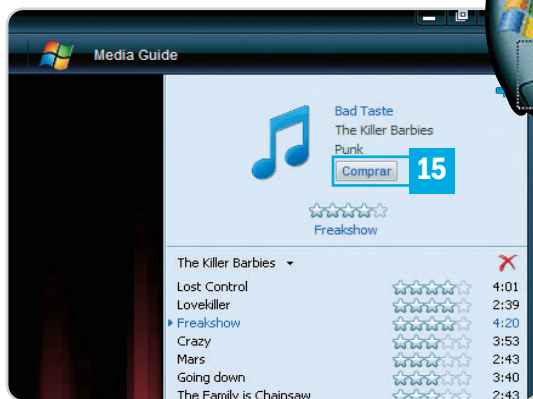 Media Guide
Bad Taste
The Killer Barbies
Punk
Comprar
15
Freakshow
The Killer Barbies
Lost Control 4:01
Lovekiller 2:39
Freakshow 4:20
Crazy 3:53
Mars 2:43
Going down 3:40
The Family is Chainsaw 2:43